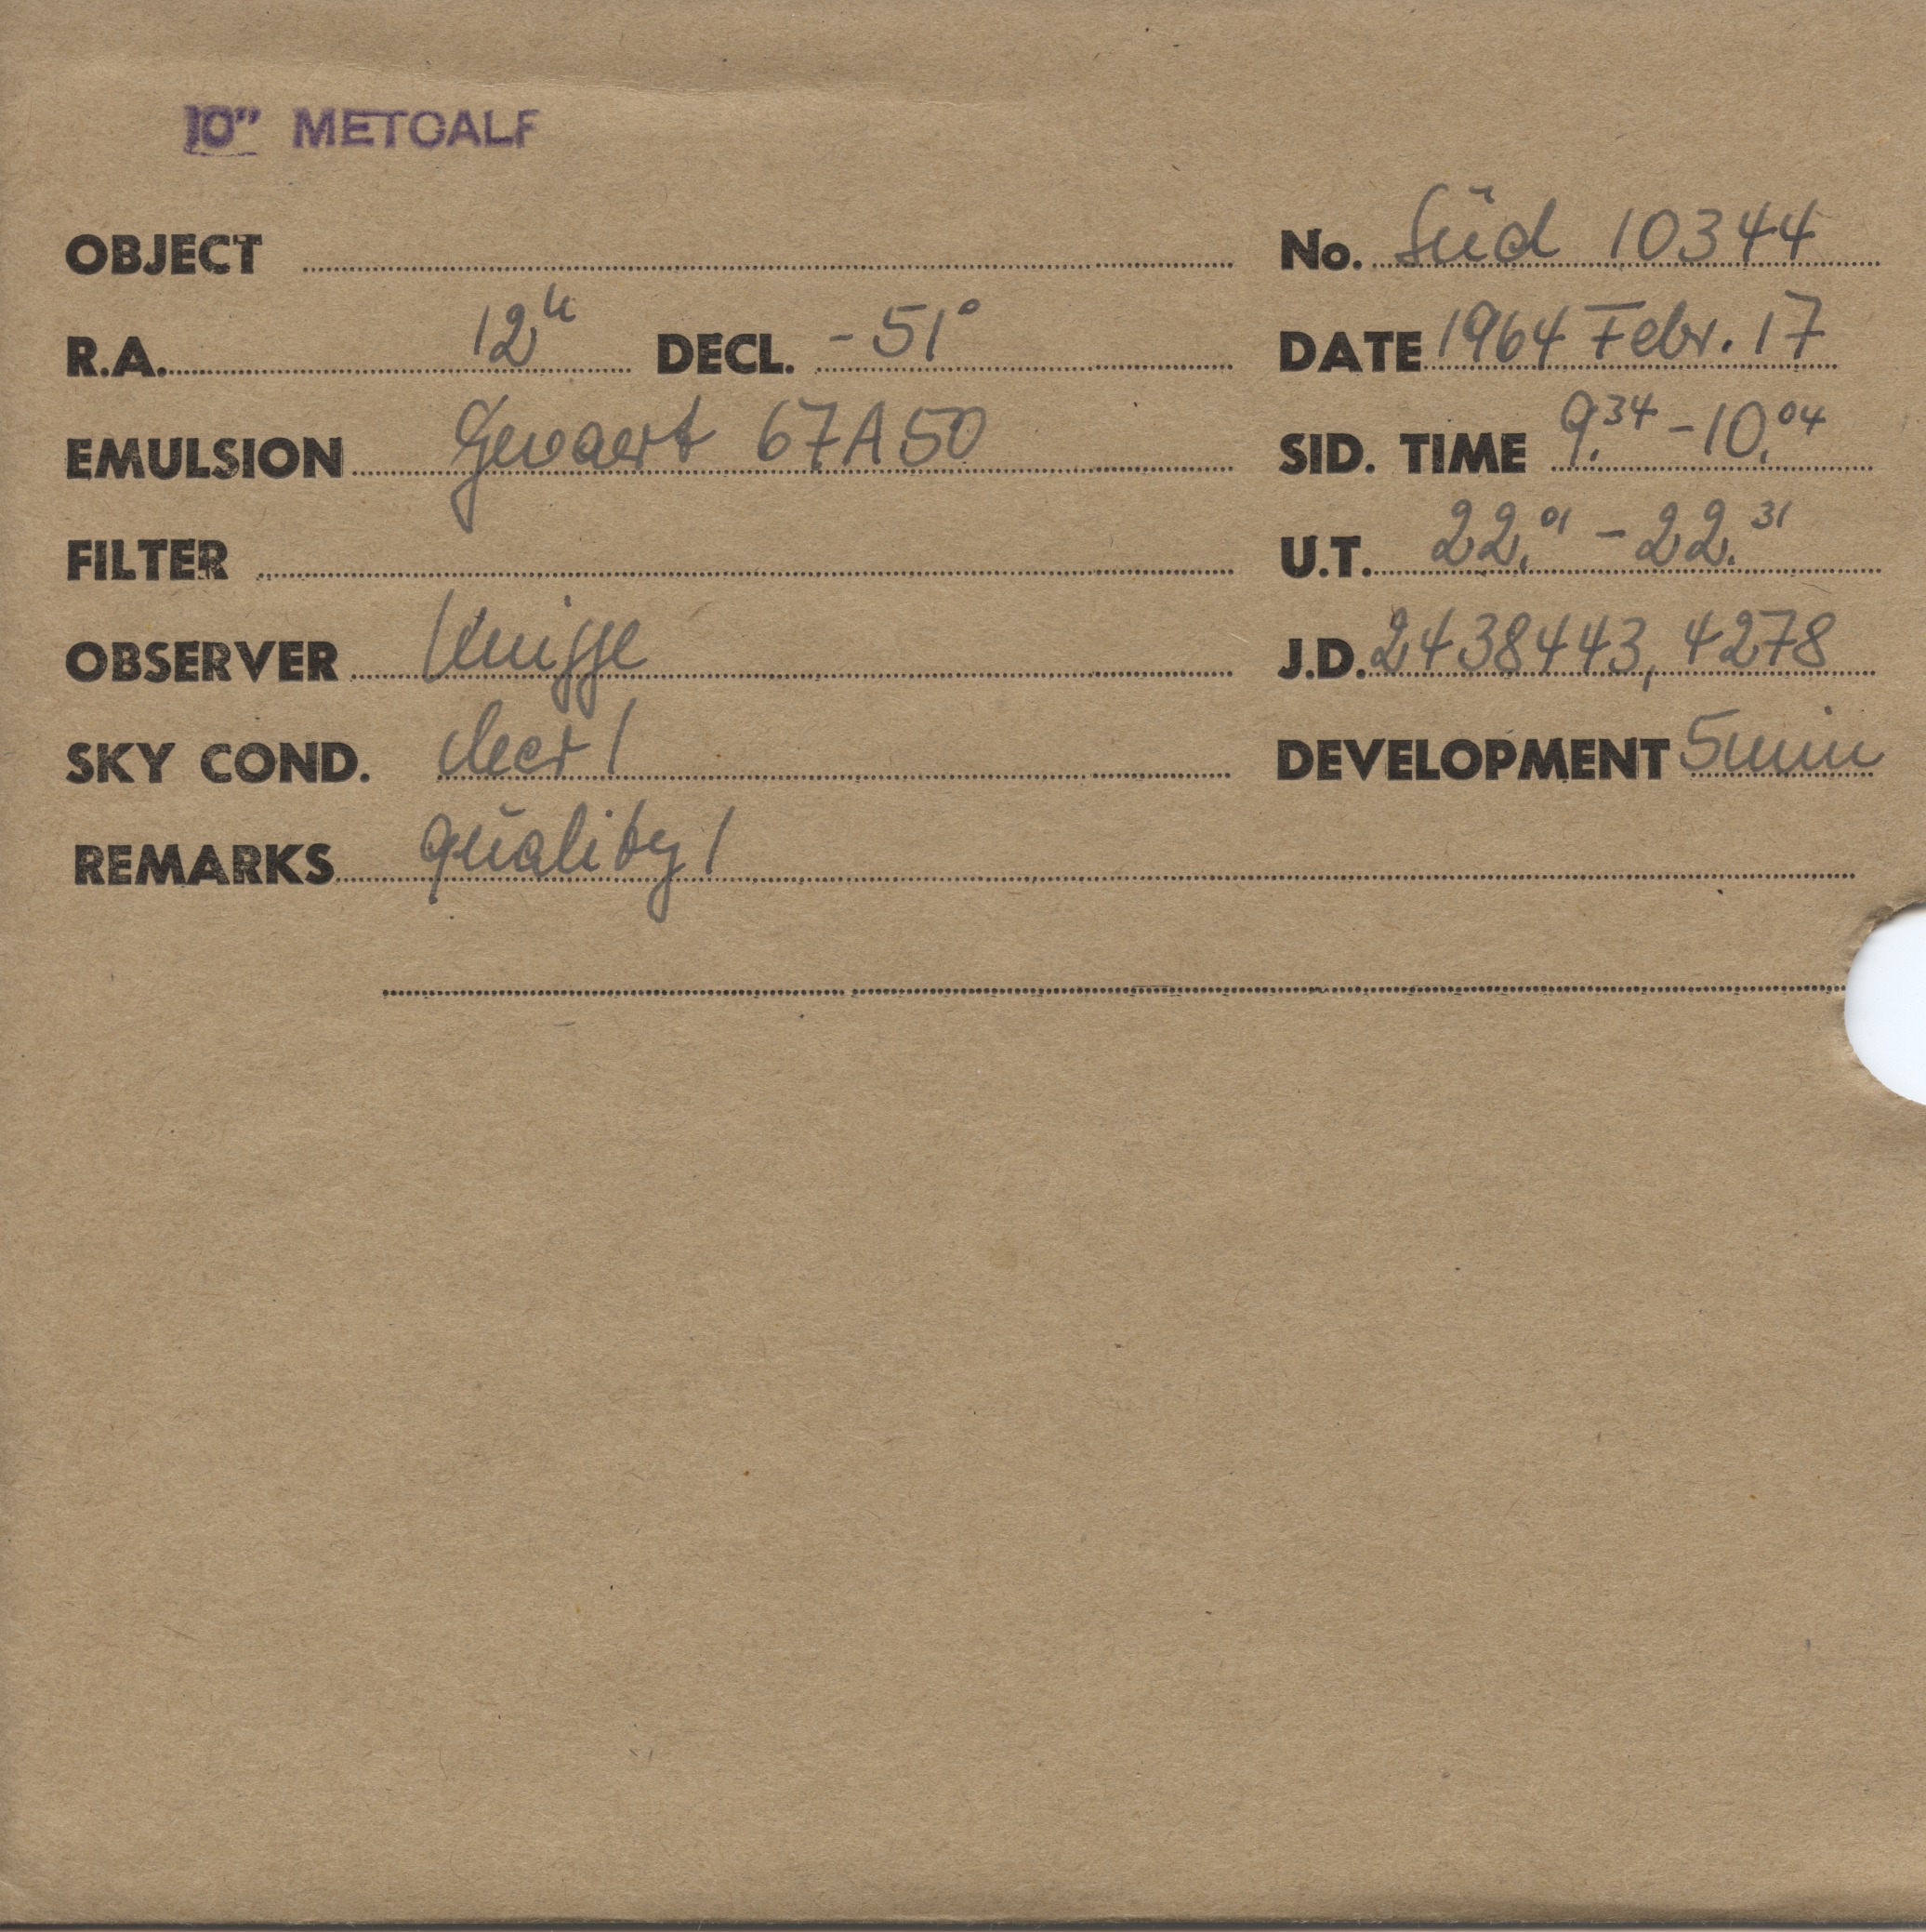 10" METCALF
OBJECT No. Süd 10344
R.A. 12h DECL. -51° DATE 1964 Febr. 17
EMULSION Gevaert 67A50 SID. TIME 9.34 - 10.04
FILTER U.T. 22.01 - 22.31
OBSERVER Knigge J.D. 2438443,4278
SKY COND. clear 1 DEVELOPMENT 5min
REMARKS quality 1